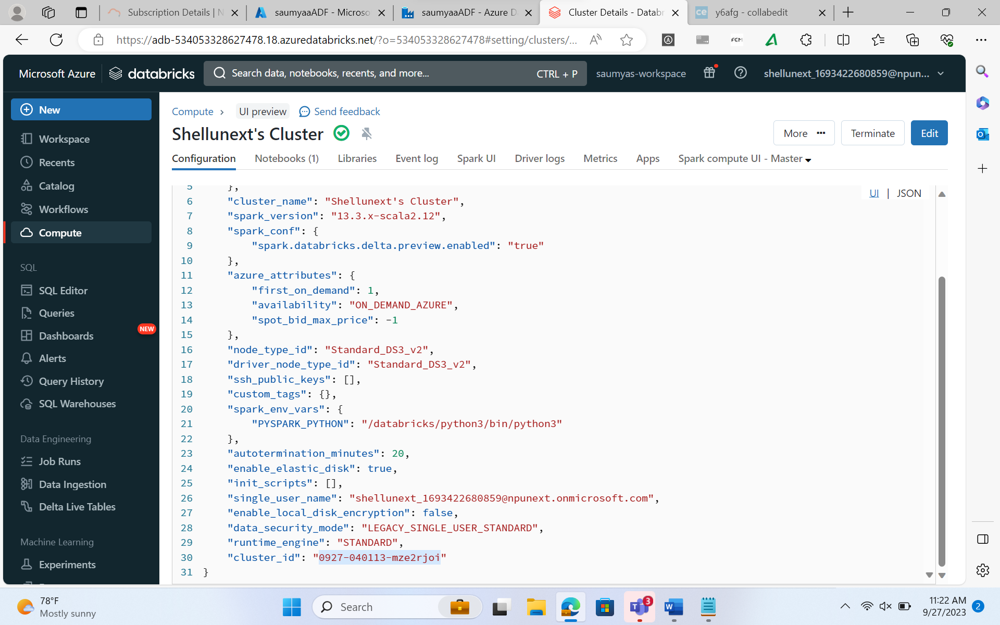 Subscription Details | N
saumyaaADF - Microso
saumyaaADF - Azure D
Cluster Details - Datab
ce
y6afg - collabedit
https://adb-534053328627478.18.azuredatabricks.net/?o=534053328627478#setting/clusters/...
FCM
Microsoft Azure
databricks
Search data, notebooks, recents, and more...
CTRL + P
saumyas-workspace
shellunext_1693422680859@npun...
New
Workspace
Recents
Catalog
Workflows
Compute
SQL
SQL Editor
Queries
Dashboards
NEW
Alerts
Query History
SQL Warehouses
Data Engineering
Job Runs
Data Ingestion
Delta Live Tables
Machine Learning
Experiments
Compute
UI preview
Send feedback
Shellunext's Cluster
More
Terminate
Edit
Configuration
Notebooks (1)
Libraries
Event log
Spark UI
Driver logs
Metrics
Apps
Spark compute UI - Master
UI | JSON
5 },
6 "cluster_name": "Shellunext's Cluster",
7 "spark_version": "13.3.x-scala2.12",
8 "spark_conf": {
9 "spark.databricks.delta.preview.enabled": "true"
10 },
11 "azure_attributes": {
12 "first_on_demand": 1,
13 "availability": "ON_DEMAND_AZURE",
14 "spot_bid_max_price": -1
15 },
16 "node_type_id": "Standard_DS3_v2",
17 "driver_node_type_id": "Standard_DS3_v2",
18 "ssh_public_keys": [],
19 "custom_tags": {},
20 "spark_env_vars": {
21 "PYSPARK_PYTHON": "/databricks/python3/bin/python3"
22 },
23 "autotermination_minutes": 20,
24 "enable_elastic_disk": true,
25 "init_scripts": [],
26 "single_user_name": "shellunext_1693422680859@npunext.onmicrosoft.com",
27 "enable_local_disk_encryption": false,
28 "data_security_mode": "LEGACY_SINGLE_USER_STANDARD",
29 "runtime_engine": "STANDARD",
30 "cluster_id": "0927-040113-mze2rjoi"
31 }
78°F
Mostly sunny
Search
3
11:22 AM
9/27/2023
2